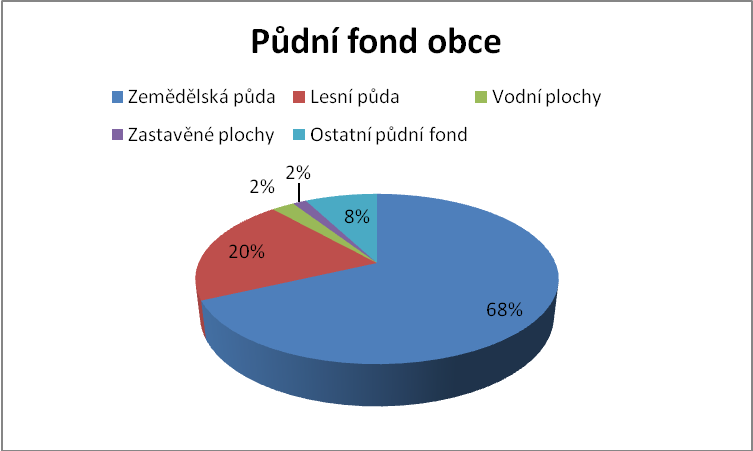 Půdní fond obce
Zemědělská půda Lesní půda Vodní plochy
Zastavěné plochy Ostatní půdní fond
2%
2%
8%
20%
68%